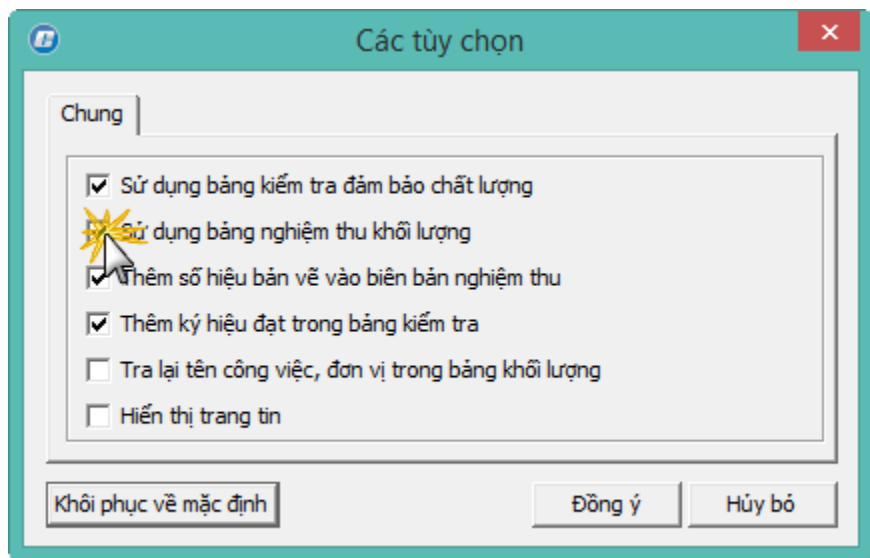 Các tùy chọn
Chung
Sử dụng bảng kiểm tra đảm bảo chất lượng
Sử dụng bảng nghiệm thu khối lượng
Thêm số hiệu bản vẽ vào biên bản nghiệm thu
Thêm ký hiệu đạt trong bảng kiểm tra
Tra lại tên công việc, đơn vị trong bảng khối lượng
Hiển thị trang tin
Khôi phục về mặc định
Đồng ý
Hủy bỏ